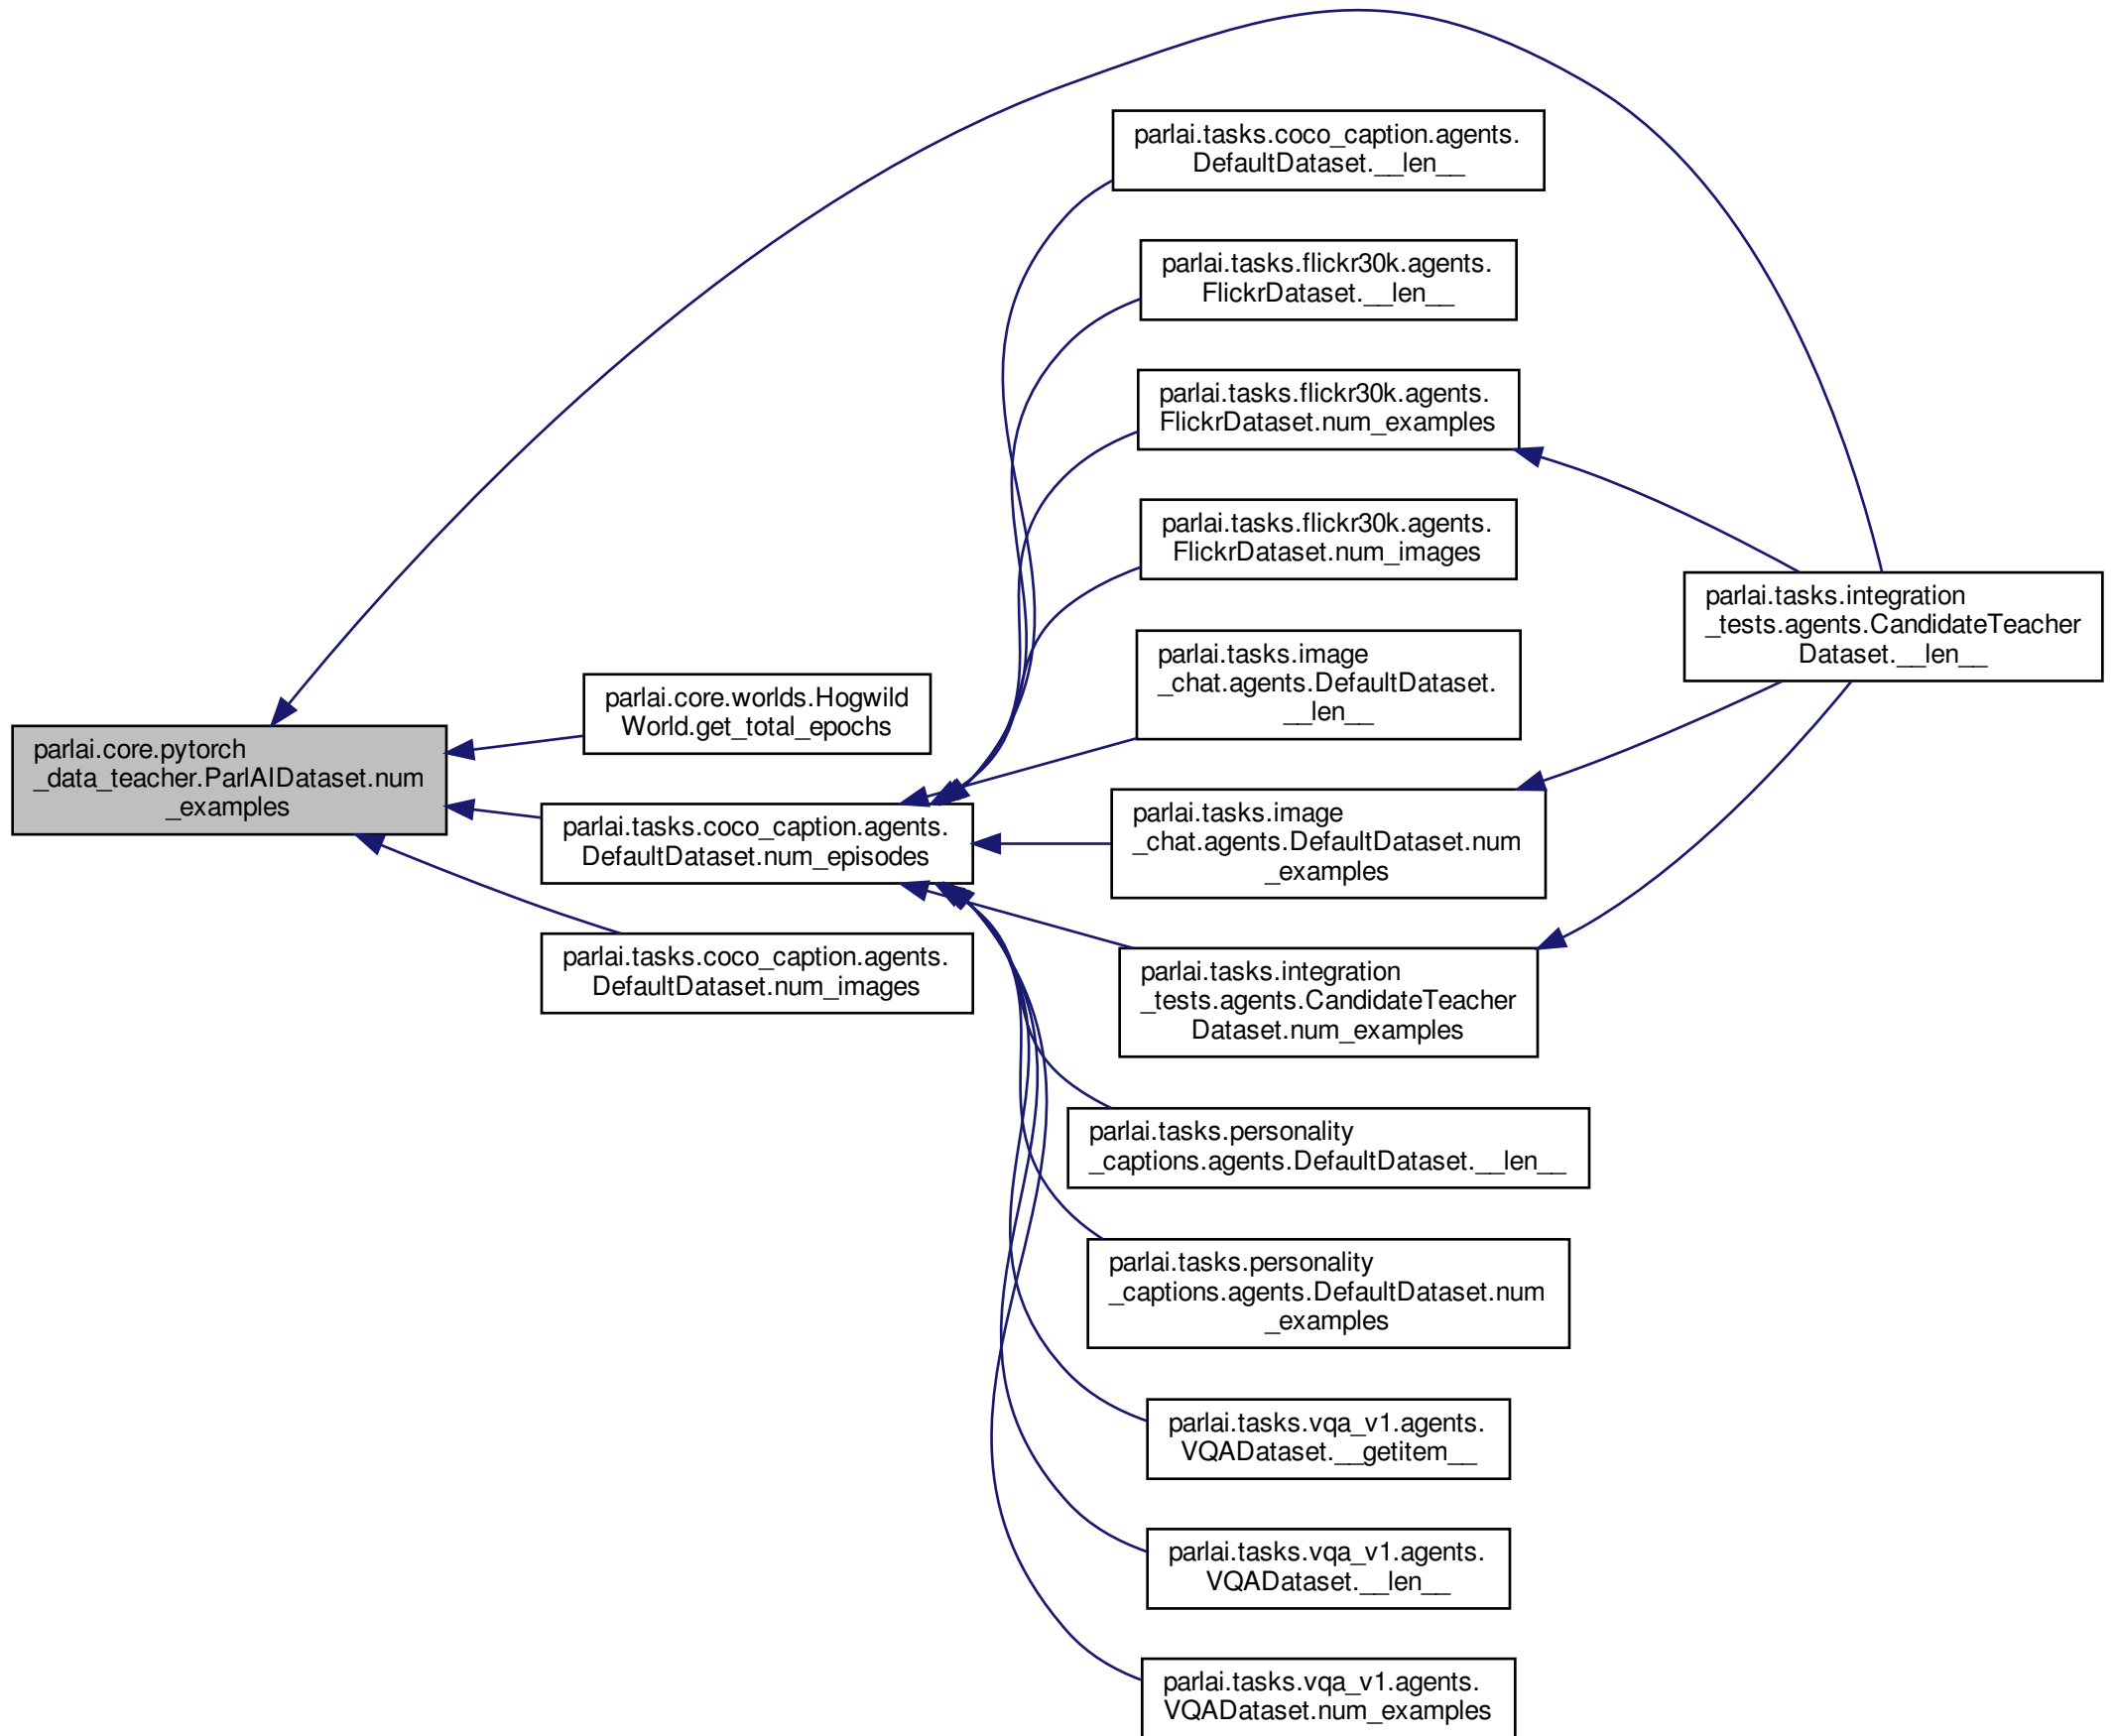 parlai.tasks.coco_caption.agents.
DefaultDataset.__len__
parlai.tasks.flickr30k.agents.
FlickrDataset.__len__
parlai.tasks.flickr30k.agents.
FlickrDataset.num_examples
parlai.tasks.flickr30k.agents.
FlickrDataset.num_images
parlai.tasks.integration
_tests.agents.CandidateTeacher
Dataset.__len__
parlai.tasks.image
_chat.agents.DefaultDataset.
__len__
parlai.core.worlds.Hogwild
World.get_total_epochs
parlai.core.pytorch
_data_teacher.ParlAIDataset.num
_examples
parlai.tasks.coco_caption.agents.
DefaultDataset.num_episodes
parlai.tasks.image
_chat.agents.DefaultDataset.num
_examples
parlai.tasks.coco_caption.agents.
DefaultDataset.num_images
parlai.tasks.integration
_tests.agents.CandidateTeacher
Dataset.num_examples
parlai.tasks.personality
_captions.agents.DefaultDataset.__len__
parlai.tasks.personality
_captions.agents.DefaultDataset.num
_examples
parlai.tasks.vqa_v1.agents.
VQADataset.__getitem__
parlai.tasks.vqa_v1.agents.
VQADataset.__len__
parlai.tasks.vqa_v1.agents.
VQADataset.num_examples